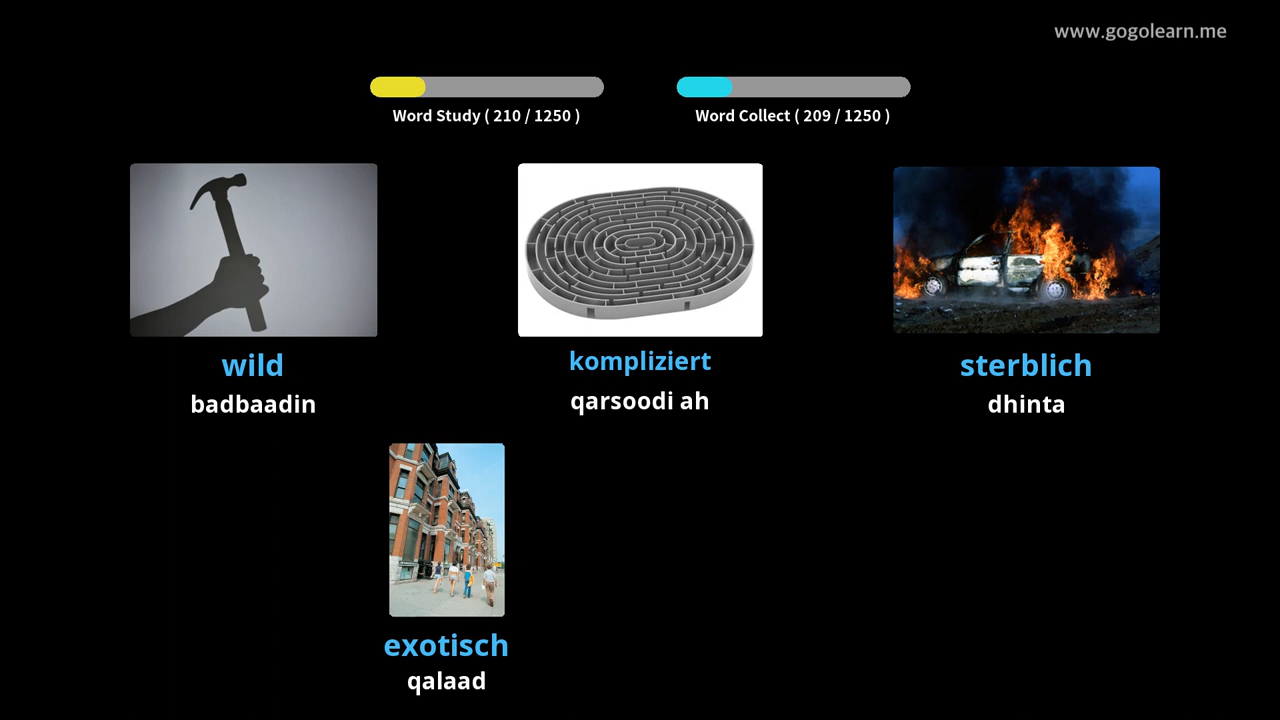 www.gogolearn.me
Word Study ( 210 / 1250 )
Word Collect ( 209 / 1250 )
wild
badbaadin
kompliziert
qarsoodi ah
sterblich
dhinta
exotisch
qalaad